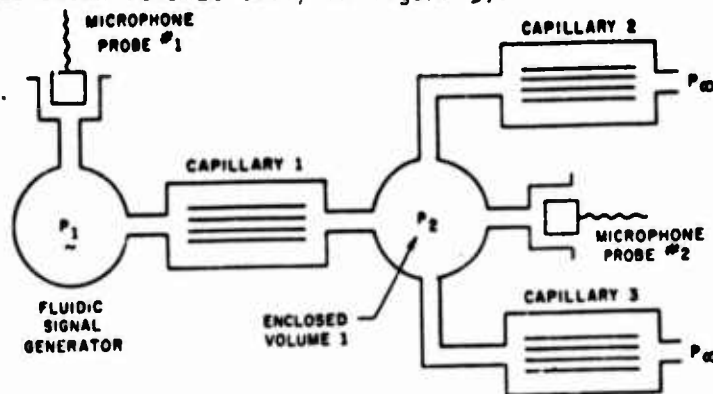 MICROPHONE
PROBE #1
CAPILLARY 2
P∞
CAPILLARY 1
P1
~
P2
MICROPHONE
PROBE #2
FLUIDIC
SIGNAL
GENERATOR
ENCLOSED
VOLUME 1
CAPILLARY 3
P∞